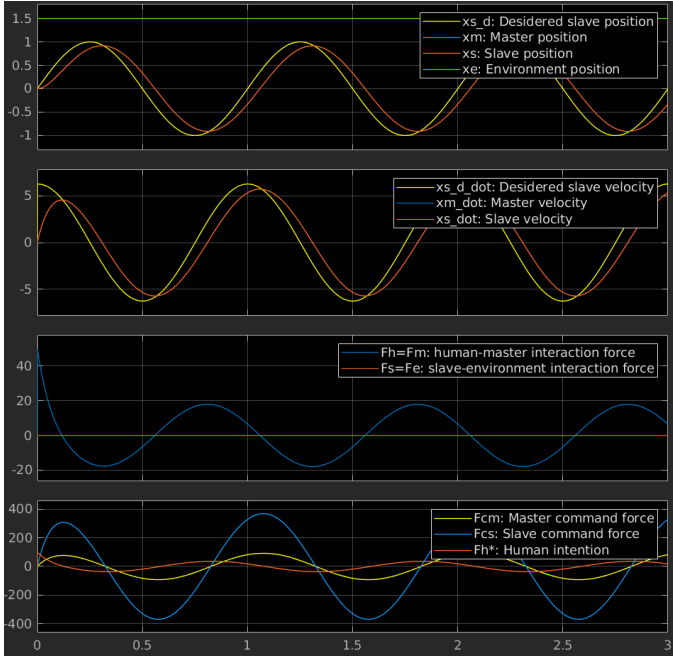 1.5
1
0.5
0
-0.5
-1
xs_d: Desidered slave position
xm: Master position
xs: Slave position
xe: Environment position
5
0
-5
xs_d_dot: Desidered slave velocity
xm_dot: Master velocity
xs_dot: Slave velocity
40
20
0
-20
Fh=Fm: human-master interaction force
Fs=Fe: slave-environment interaction force
400
200
0
-200
-400
Fcm: Master command force
Fcs: Slave command force
Fh*: Human intention
0 0.5 1 1.5 2 2.5 3